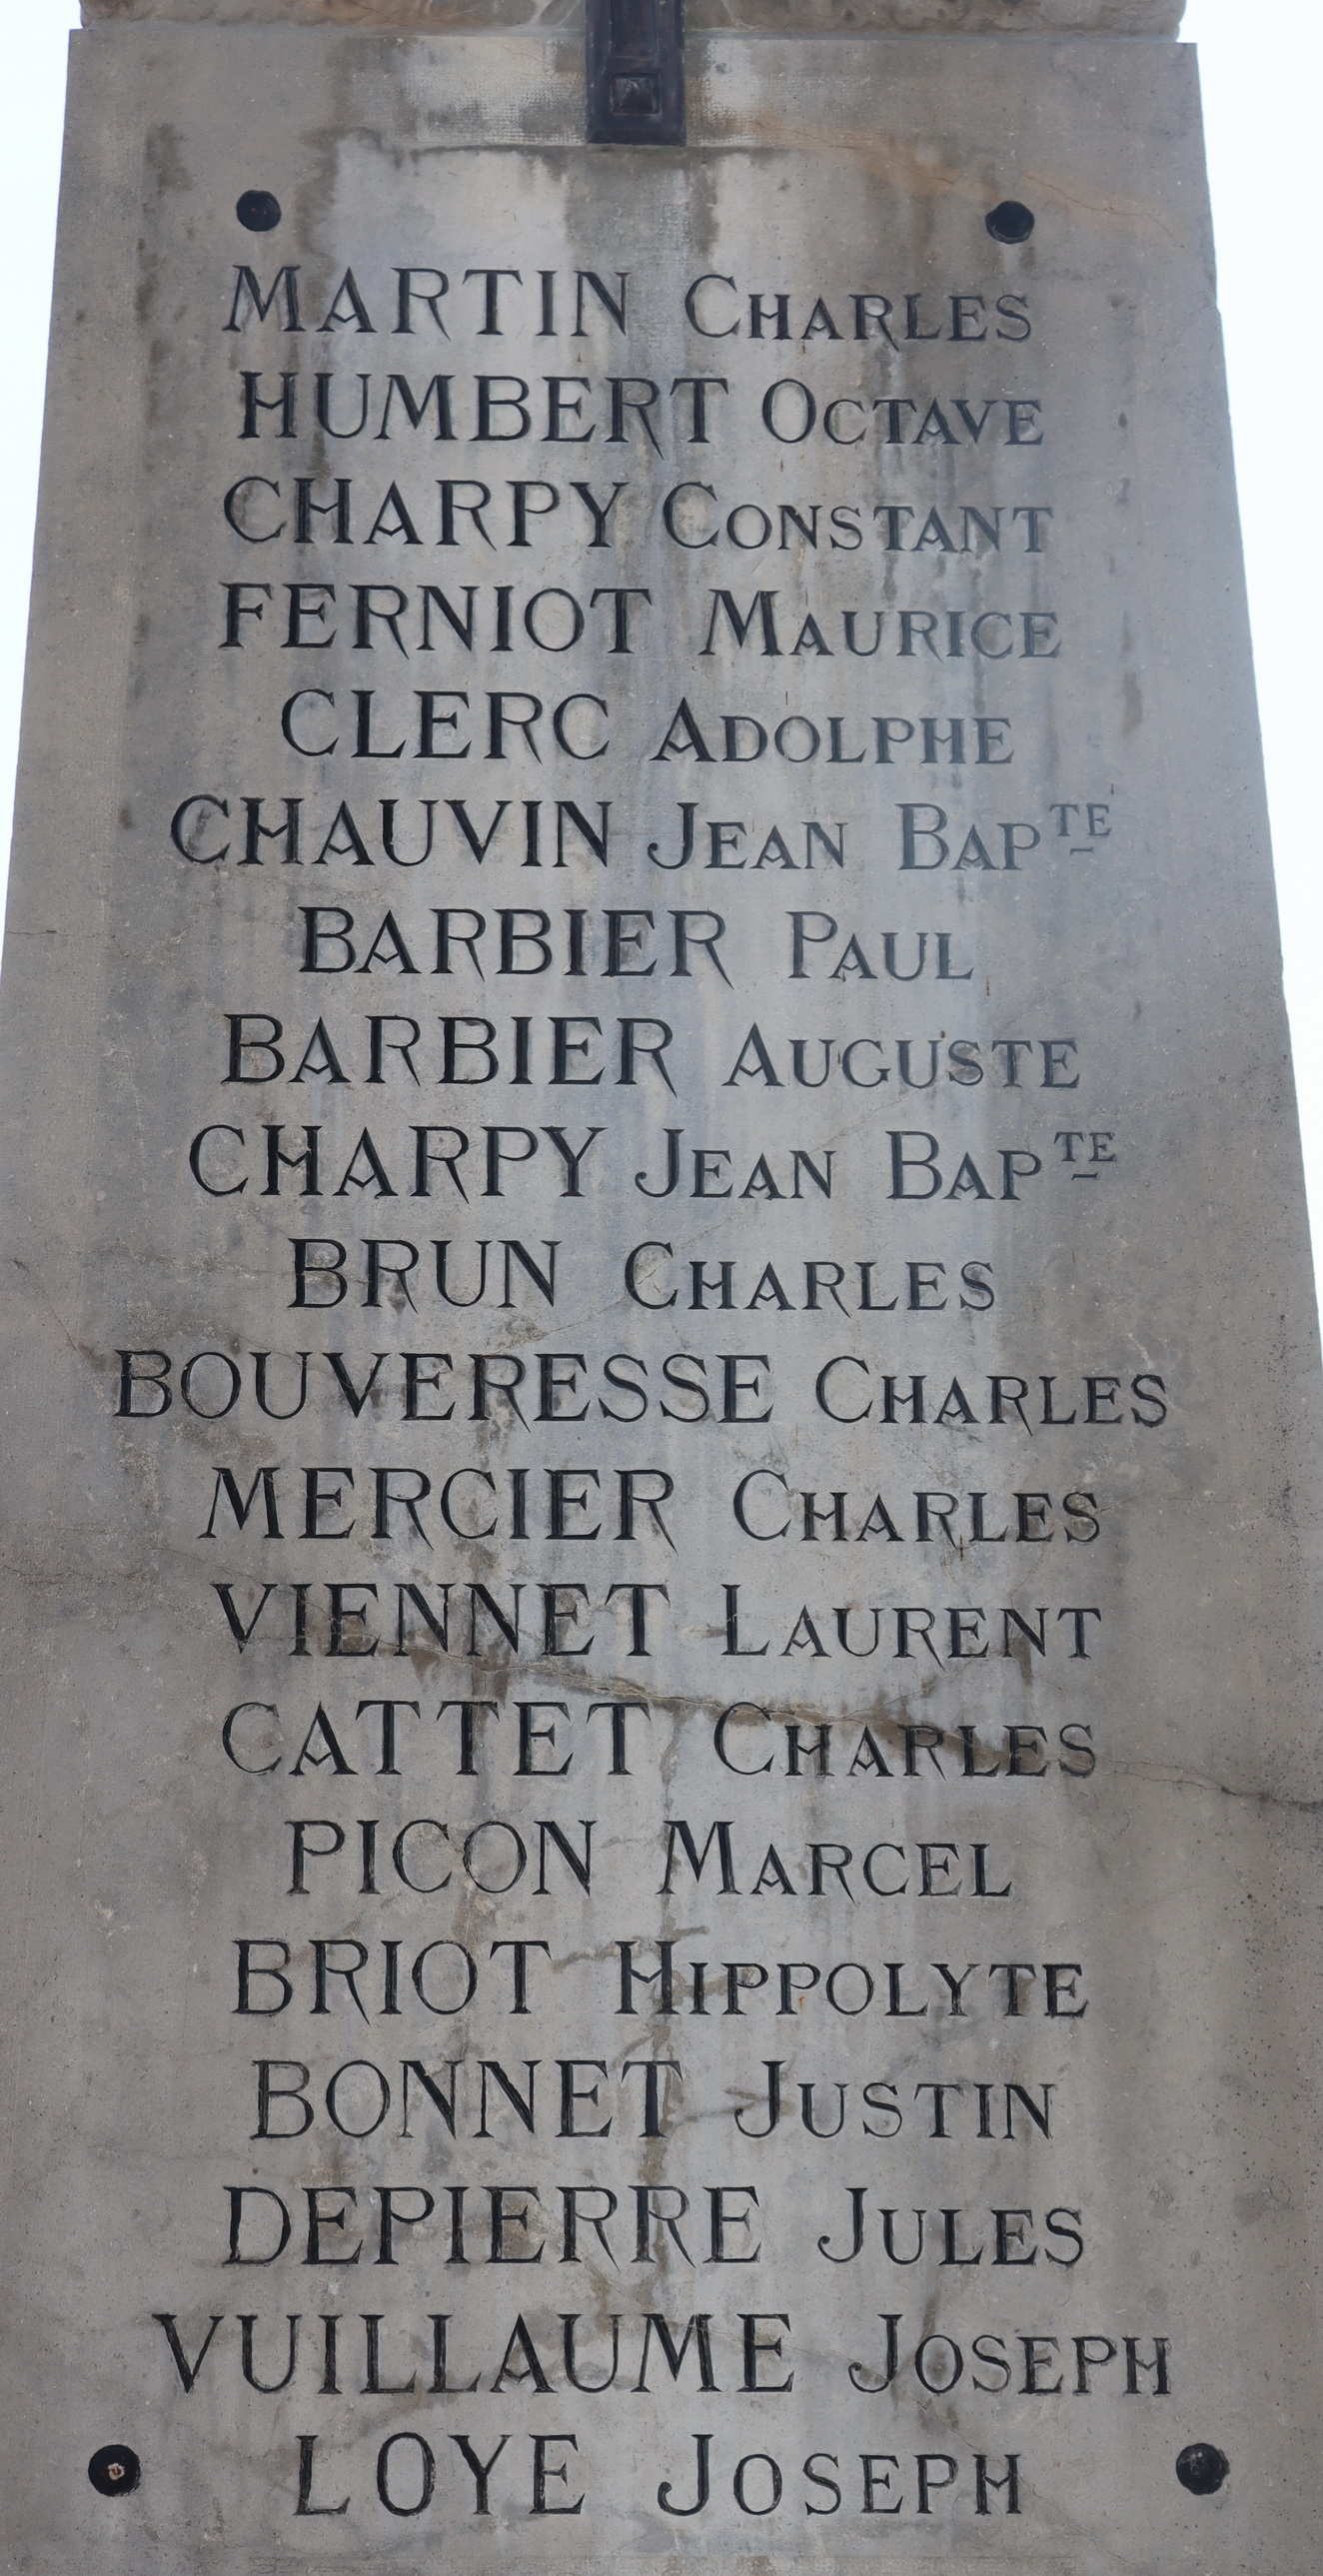 MARTIN CHARLES
HUMBERT OCTAVE
CHARPY CONSTANT
FERNIOT MAURICE
CLERC ADOLPHE
CHAUVIN JEAN BAPTE
BARBIER PAUL
BARBIER AUGUSTE
CHARPY JEAN BAPTE
BRUN CHARLES
BOUVERESSE CHARLES
MERCIER CHARLES
VIENNET LAURENT
CATTET CHARLES
PICON MARCEL
BRIOT HIPPOLYTE
BONNET JUSTIN
DEPIERRE JULES
VUILLAUME JOSEPH
LOYE JOSEPH